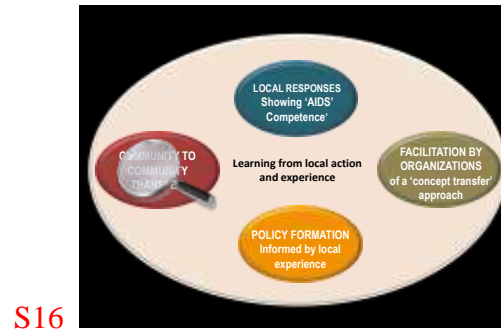 LOCAL RESPONSES
Showing 'AIDS'
Competence'
COMMUNITY TO
COMMUNITY
TRANSFE
Learning from local action
and experience
FACILITATION BY
ORGANIZATIONS
of a 'concept transfer'
approach
POLICY FORMATION
Informed by local
experience
S16